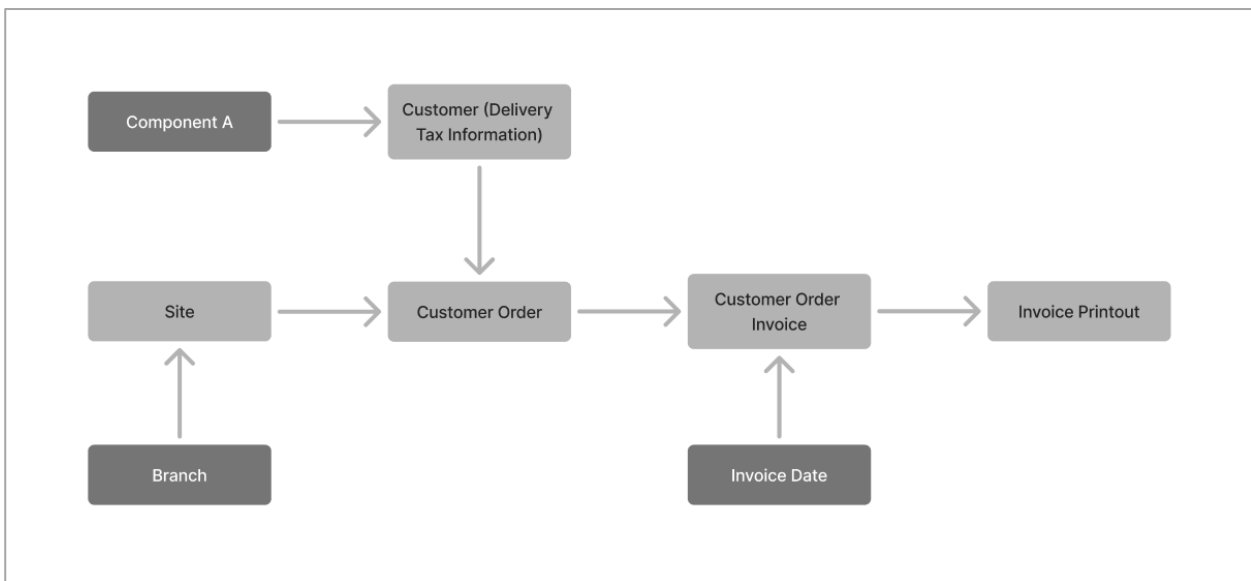 Component A
Customer (Delivery
Tax Information)
Site
Customer Order
Customer Order
Invoice
Invoice Printout
Branch
Invoice Date